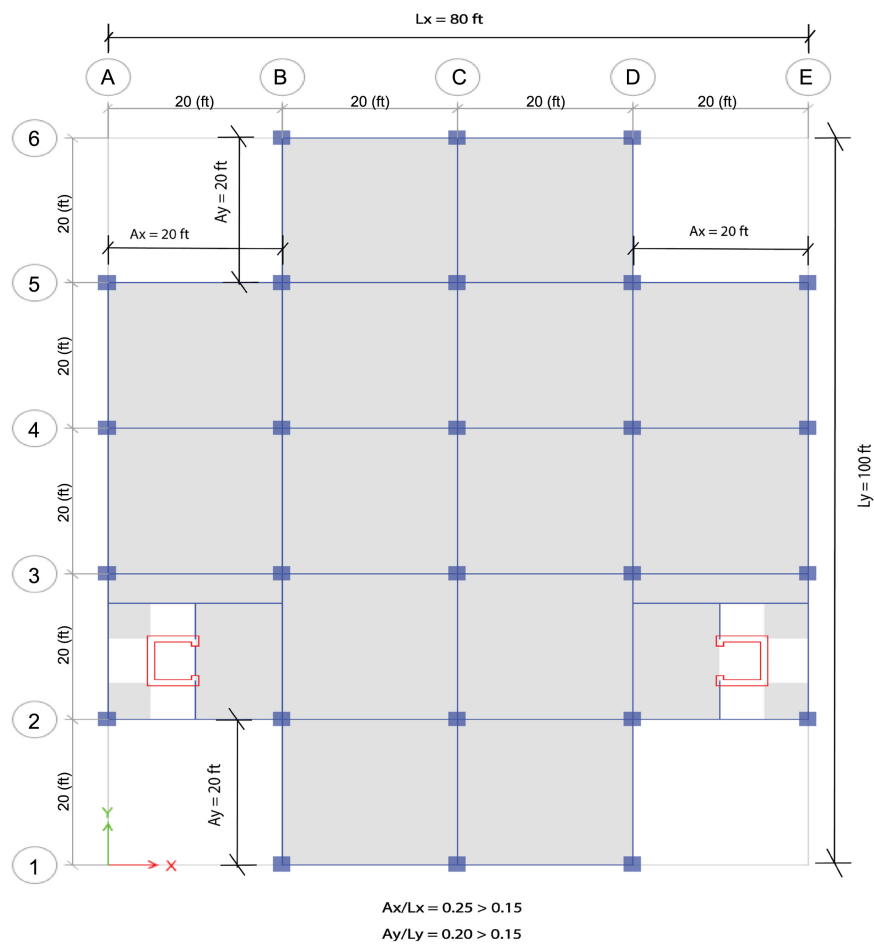 Lx = 80 ft
A B C D E
20 (ft) 20 (ft) 20 (ft) 20 (ft)
6
Ay = 20 ft
20 (ft)
Ax = 20 ft
Ax = 20 ft
5
20 (ft)
4
Ly = 100 ft
20 (ft)
3
20 (ft)
2
20 (ft)
Ay = 20 ft
Y
X
1
Ax/Lx = 0.25 > 0.15
Ay/Ly = 0.20 > 0.15